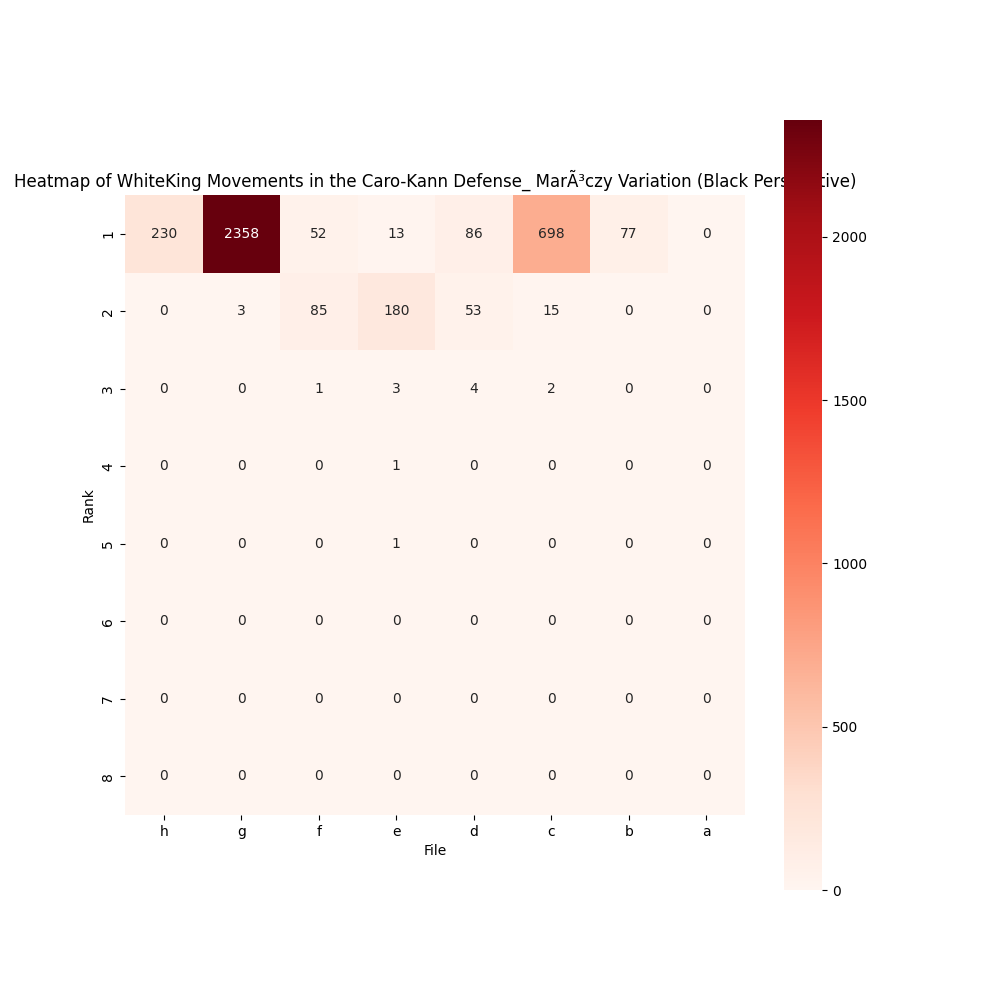 Heatmap of WhiteKing Movements in the Caro-Kann Defense_ MarÃ³czy Variation (Black Perspective)
1 230 2358 52 13 86 698 77 0
2 0 3 85 180 53 15 0 0
3 0 0 1 3 4 2 0 0
4 0 0 0 1 0 0 0 0
5 0 0 0 1 0 0 0 0
6 0 0 0 0 0 0 0 0
7 0 0 0 0 0 0 0 0
8 0 0 0 0 0 0 0 0
h g f e d c b a
File
Rank
2000
1500
1000
500
0